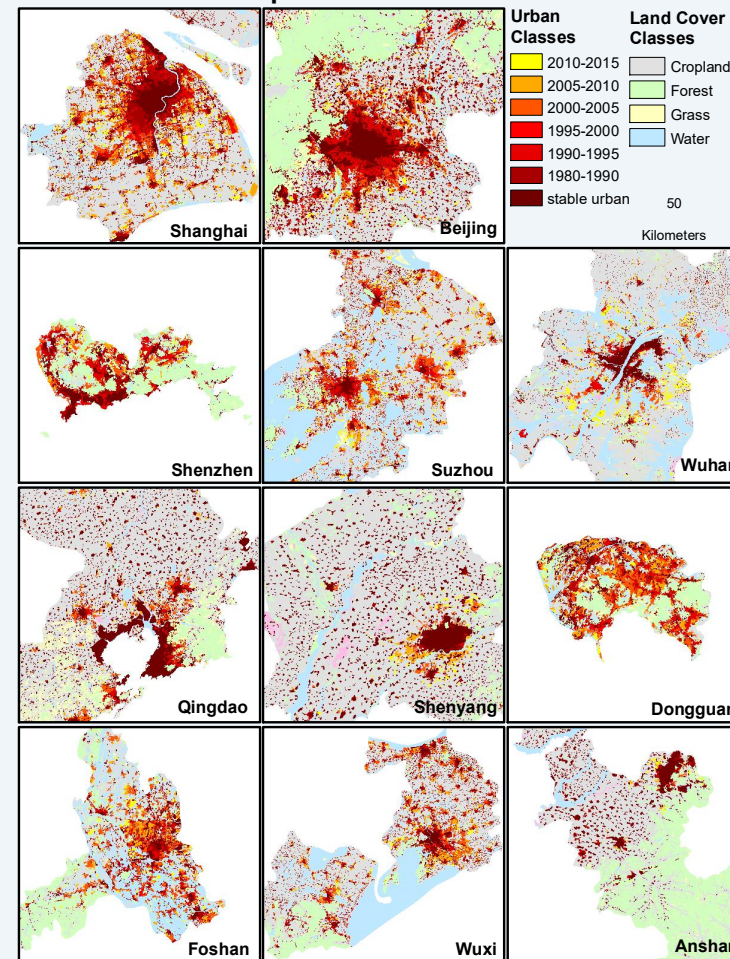 Urban
Classes
2010-2015
2005-2010
2000-2005
1995-2000
1990-1995
1980-1990
stable urban
Land Cover
Classes
Cropland
Forest
Grass
Water
50
Kilometers
Shanghai
Beijing
Shenzhen
Suzhou
Wuhan
Qingdao
Shenyang
Dongguan
Foshan
Wuxi
Anshan